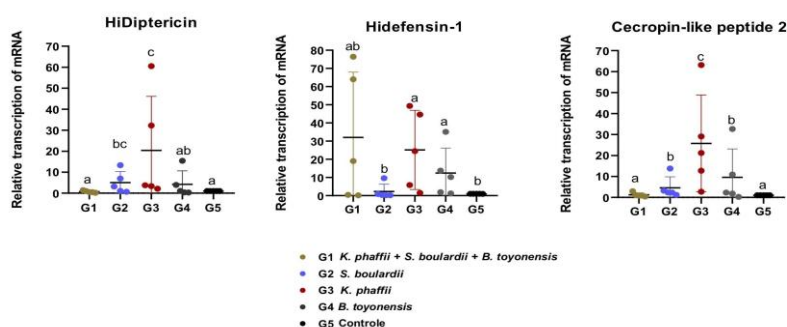 HiDiptericin
Relative transcription of mRNA
70
60
50
40
30
20
10
0
a
bc
c
ab
a
G1 G2 G3 G4 G5
Hidefensin-1
Relative transcription of mRNA
80
70
60
50
40
30
20
10
0
ab
b
a
a
b
G1 G2 G3 G4 G5
Cecropin-like peptide 2
Relative transcription of mRNA
70
60
50
40
30
20
10
0
a
b
c
b
a
G1 G2 G3 G4 G5
G1 K. phaffii + S. boulardii + B. toyonensis
G2 S. boulardii
G3 K. phaffii
G4 B. toyonensis
G5 Controle